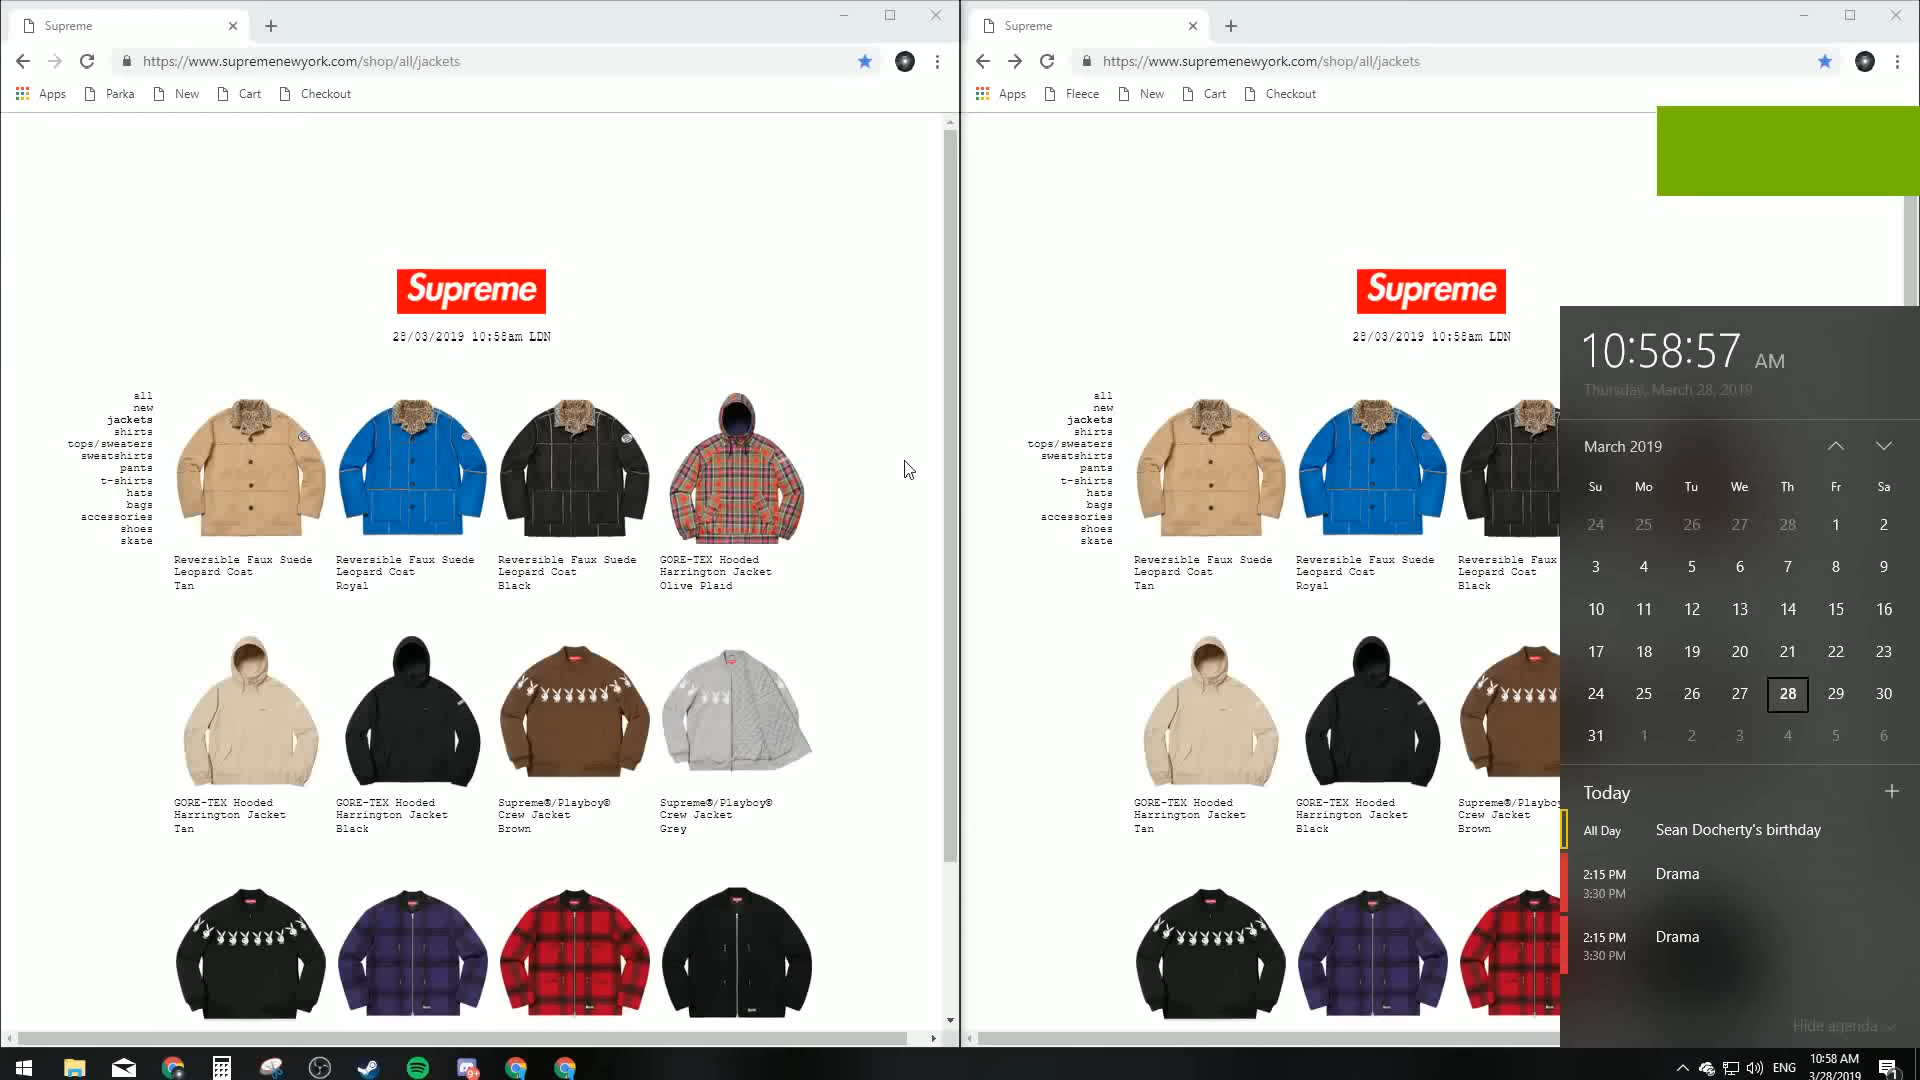 Supreme
https://www.supremenewyork.com/shop/all/jackets
Apps Parka New Cart Checkout
Supreme
28/03/2019 10:58am LDN
all
new
jackets
shirts
tops/sweaters
sweatshirts
pants
t-shirts
hats
bags
accessories
shoes
skate
Reversible Faux Suede
Leopard Coat
Tan
Reversible Faux Suede
Leopard Coat
Royal
Reversible Faux Suede
Leopard Coat
Black
GORE-TEX Hooded
Harrington Jacket
Olive Plaid
GORE-TEX Hooded
Harrington Jacket
Tan
GORE-TEX Hooded
Harrington Jacket
Black
Supreme®/Playboy©
Crew Jacket
Brown
Supreme®/Playboy©
Crew Jacket
Grey
Supreme
https://www.supremenewyork.com/shop/all/jackets
Apps Fleece New Cart Checkout
Supreme
28/03/2019 10:58am LDN
all
new
jackets
shirts
tops/sweaters
sweatshirts
pants
t-shirts
hats
bags
accessories
shoes
skate
Reversible Faux Suede
Leopard Coat
Tan
Reversible Faux Suede
Leopard Coat
Royal
Reversible Faux
Leopard Coat
Black
GORE-TEX Hooded
Harrington Jacket
Tan
GORE-TEX Hooded
Harrington Jacket
Black
Supreme®/Playboy
Crew Jacket
Brown
10:58:57 AM
Thursday, March 28, 2019
March 2019
Su Mo Tu We Th Fr Sa
24 25 26 27 28 1 2
3 4 5 6 7 8 9
10 11 12 13 14 15 16
17 18 19 20 21 22 23
24 25 26 27 28 29 30
31 1 2 3 4 5 6
Today
All Day Sean Docherty's birthday
2:15 PM Drama
3:30 PM
2:15 PM Drama
3:30 PM
Hide agenda
9+
ENG
10:58 AM
3/28/2019
1